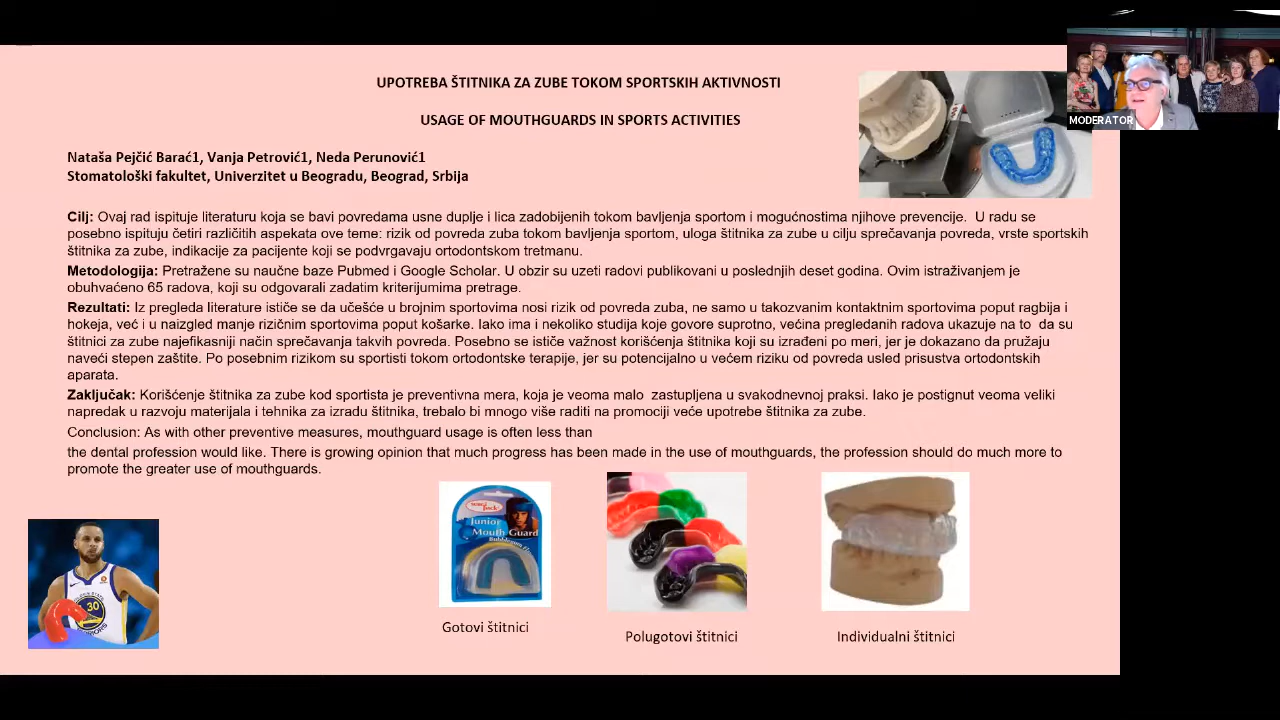 MODERATOR
UPOTREBA ŠTITNIKA ZA ZUBE TOKOM SPORTSKIH AKTIVNOSTI
USAGE OF MOUTHGUARDS IN SPORTS ACTIVITIES
Nataša Pejčić Barać1, Vanja Petrović1, Neda Perunović1
Stomatološki fakultet, Univerzitet u Beogradu, Beograd, Srbija
Cilj: Ovaj rad ispituje literaturu koja se bavi povredama usne duplje i lica zadobijenih tokom bavljenja sportom i mogućnostima njihove prevencije. U radu se
posebno ispituju četiri različitih aspekata ove teme: rizik od povreda zuba tokom bavljenja sportom, uloga štitnika za zube u cilju sprečavanja povreda, vrste sportskih
štitnika za zube, indikacije za pacijente koji se podvrgavaju ortodontskom tretmanu.
Metodologija: Pretražene su naučne baze Pubmed i Google Scholar. U obzir su uzeti radovi publikovani u poslednjih deset godina. Ovim istraživanjem je
obuhvaćeno 65 radova, koji su odgovarali zadatim kriterijumima pretrage.
Rezultati: Iz pregleda literature ističe se da učešće u brojnim sportovima nosi rizik od povreda zuba, ne samo u takozvanim kontaktnim sportovima poput ragbija i
hokeja, već i u naizgled manje rizičnim sportovima poput košarke. Iako ima i nekoliko studija koje govore suprotno, većina pregledanih radova ukazuje na to da su
štitnici za zube najefikasniji način sprečavanja takvih povreda. Posebno se ističe važnost korišćenja štitnika koji su izrađeni po meri, jer je dokazano da pružaju
naveći stepen zaštite. Po posebnim rizikom su sportisti tokom ortodontske terapije, jer su potencijalno u većem riziku od povreda usled prisustva ortodontskih
aparata.
Zaključak: Korišćenje štitnika za zube kod sportista je preventivna mera, koja je veoma malo zastupljena u svakodnevnoj praksi. Iako je postignut veoma veliki
napredak u razvoju materijala i tehnika za izradu štitnika, trebalo bi mnogo više raditi na promociji veće upotrebe štitnika za zube.
Conclusion: As with other preventive measures, mouthguard usage is often less than
the dental profession would like. There is growing opinion that much progress has been made in the use of mouthguards, the profession should do much more to
promote the greater use of mouthguards.
Junior
Mouth Guard
30
Gotovi štitnici
Polugotovi štitnici
Individualni štitnici